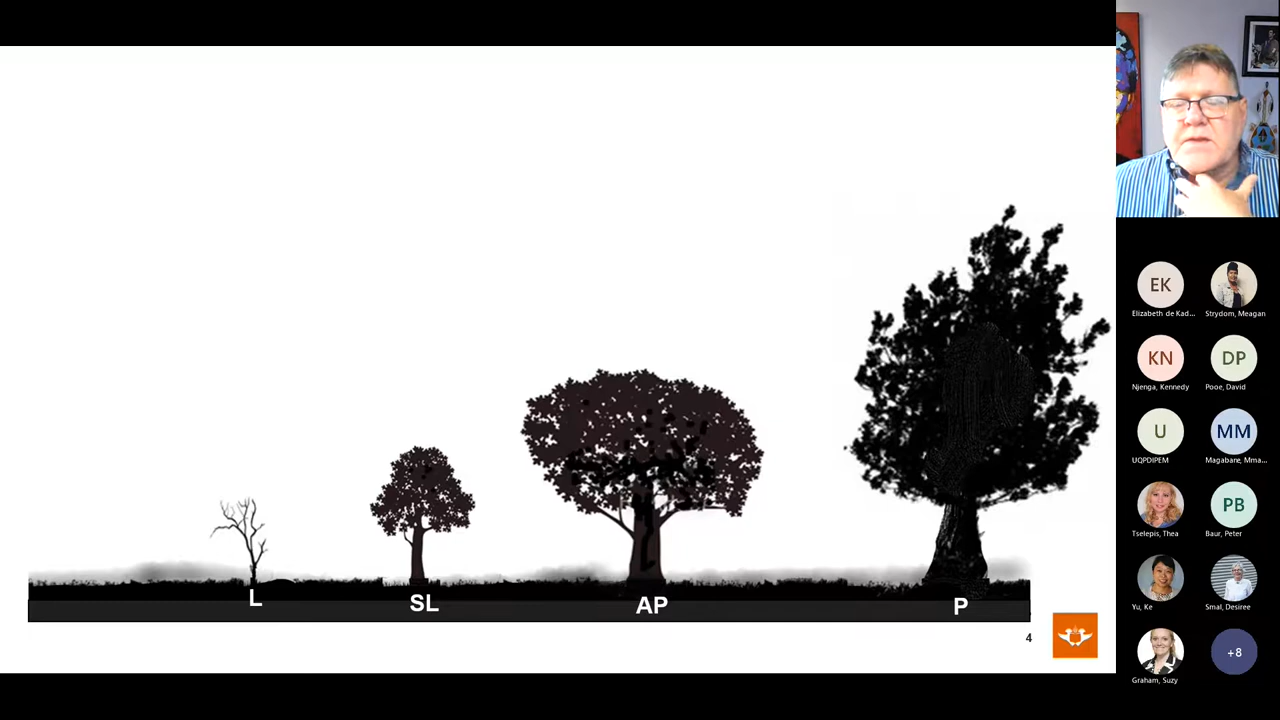 L
SL
AP
P
4
EK
Elizabeth de Kad...
Strydom, Meagan
KN
DP
Njenga, Kennedy
Pooe, David
U
MM
UQPDIPEM
Magabane, Mma...
PB
Tselepis, Thea
Baur, Peter
Yu, Ke
Smal, Desiree
+8
Graham, Suzy